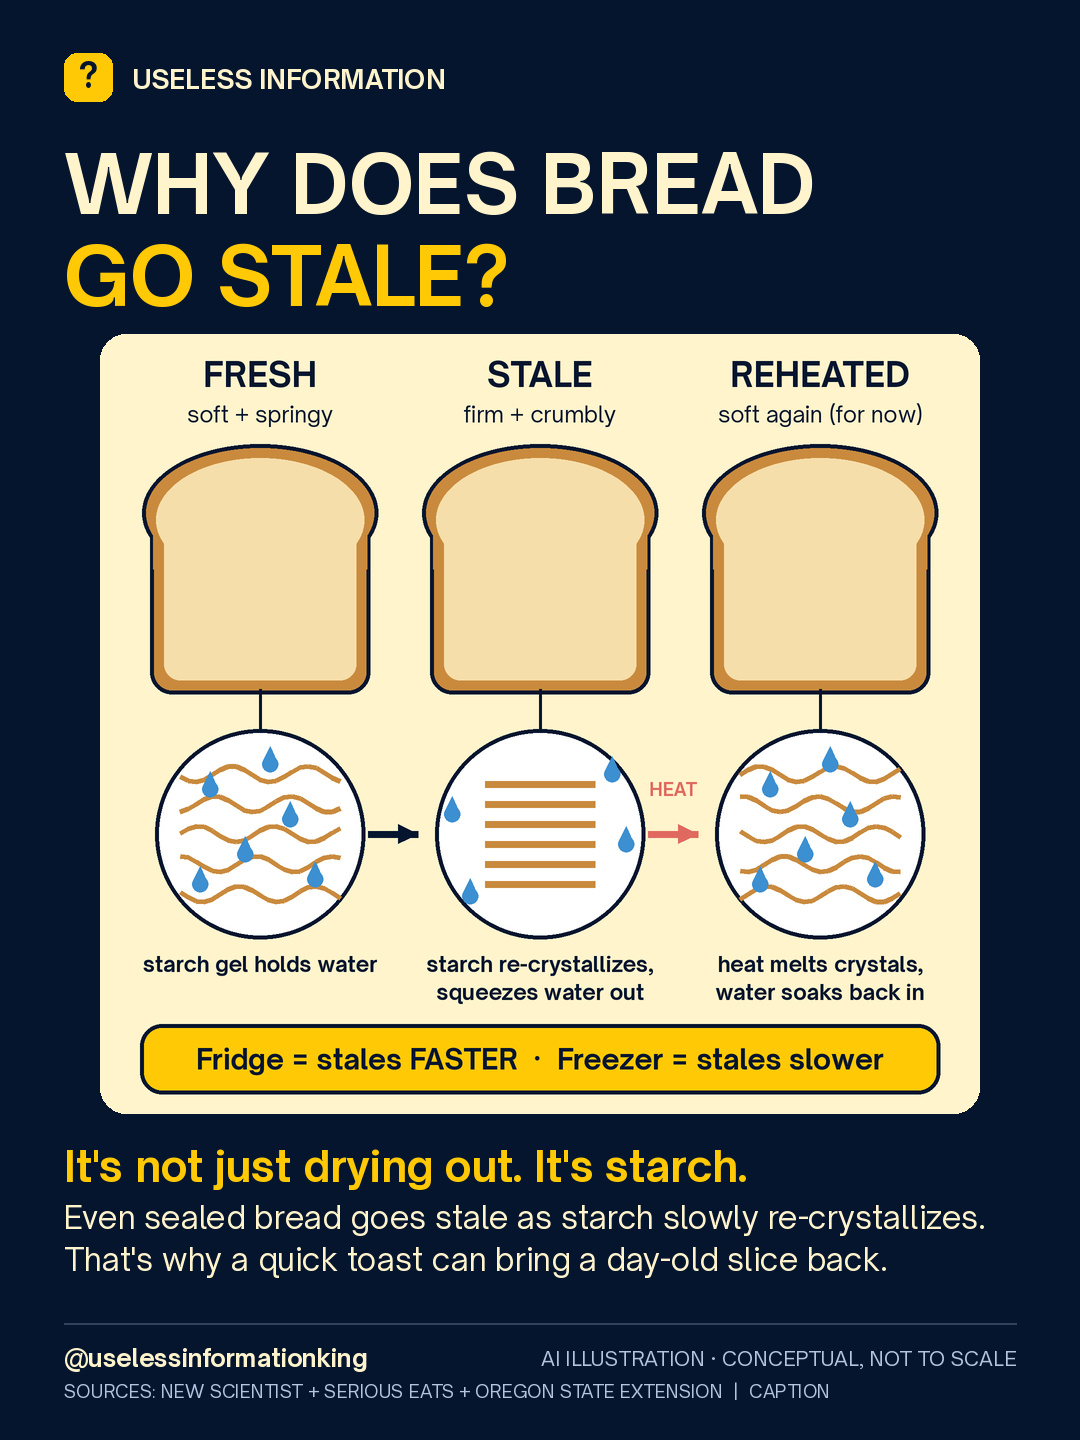 ?
USELESS INFORMATION
WHY DOES BREAD
GO STALE?
FRESH
soft + springy
STALE
firm + crumbly
REHEATED
soft again (for now)
HEAT
starch gel holds water
starch re-crystallizes,
squeezes water out
heat melts crystals,
water soaks back in
Fridge = stales FASTER · Freezer = stales slower
It's not just drying out. It's starch.
Even sealed bread goes stale as starch slowly re-crystallizes.
That's why a quick toast can bring a day-old slice back.
@uselessinformationking
AI ILLUSTRATION · CONCEPTUAL, NOT TO SCALE
SOURCES: NEW SCIENTIST + SERIOUS EATS + OREGON STATE EXTENSION | CAPTION